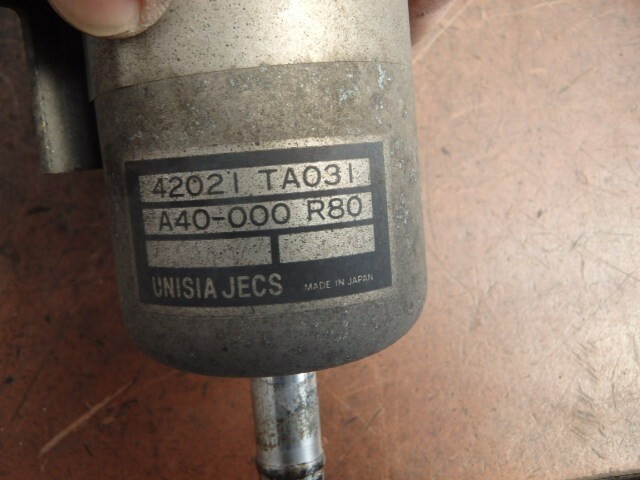 42021 TA031
A40-000 R80
UNISIA JECS MADE IN JAPAN